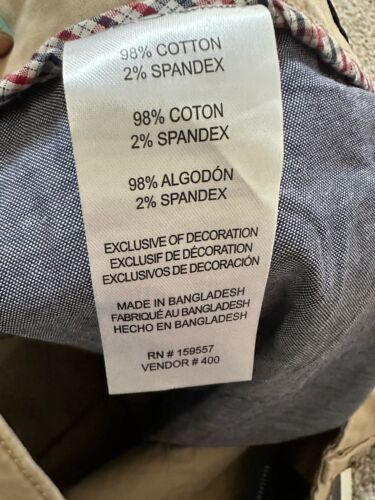 98% COTTON
2% SPANDEX
98% COTON
2% SPANDEX
98% ALGODÓN
2% SPANDEX
EXCLUSIVE OF DECORATION
EXCLUSIF DE DÉCORATION
EXCLUSIVOS DE DECORACIÓN
MADE IN BANGLADESH
FABRIQUÉ AU BANGLADESH
HECHO EN BANGLADESH
RN # 159557
VENDOR # 400